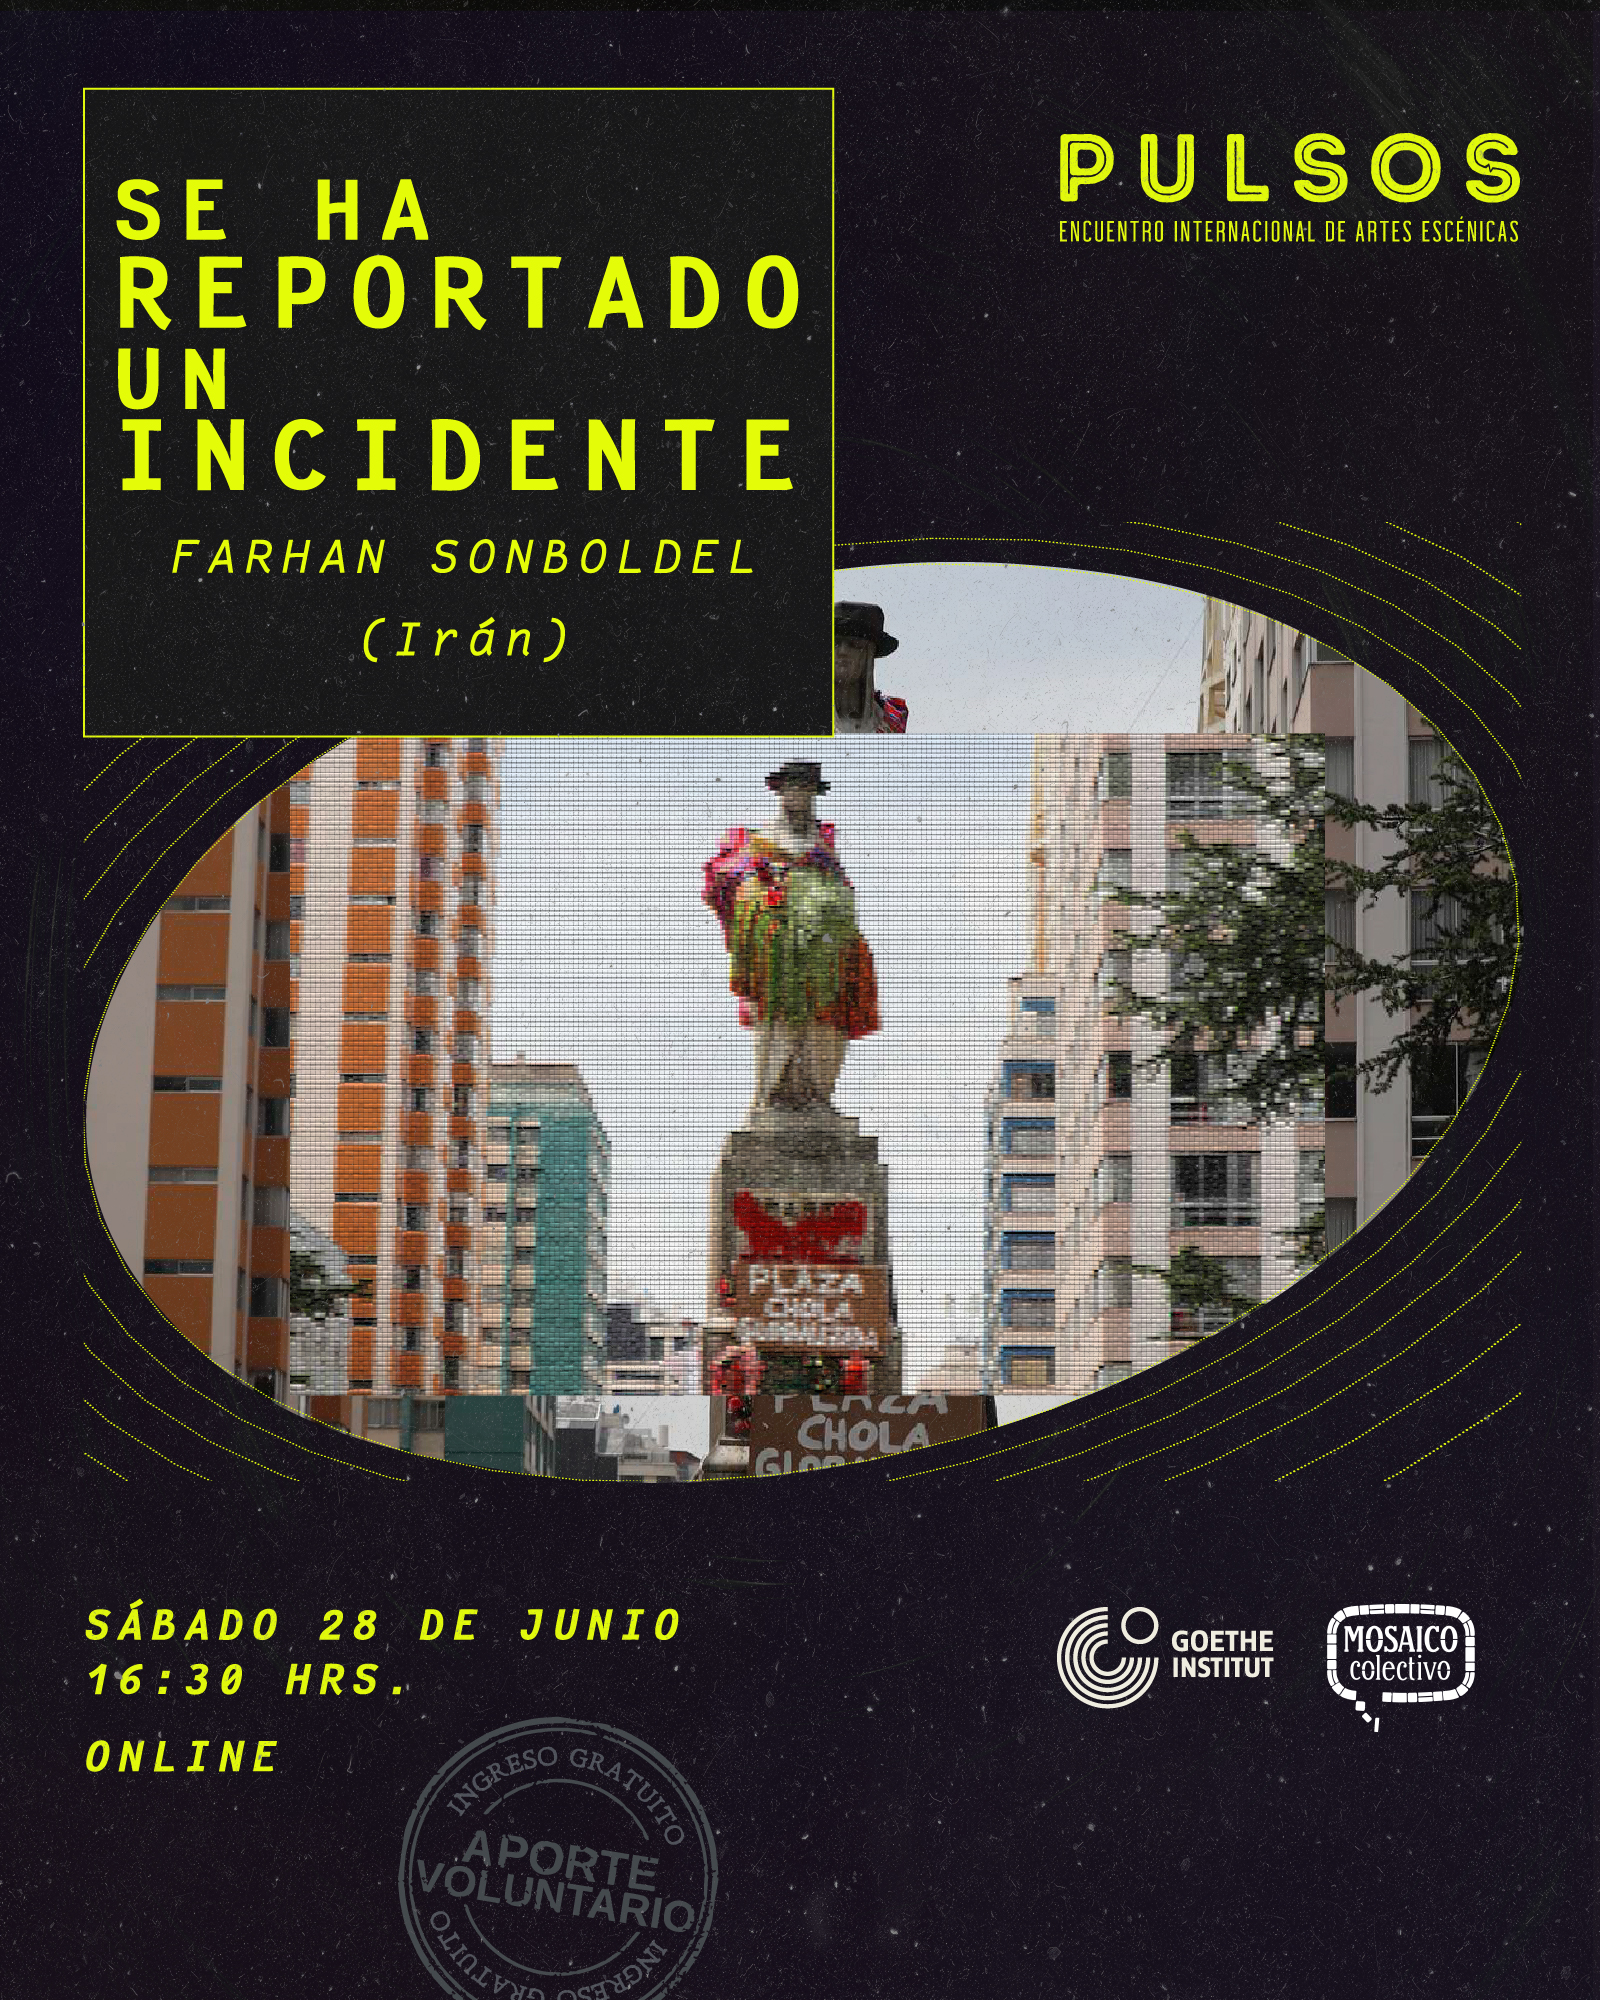 SE HA
REPORTADO
UN
INCIDENTE
FARHAN SONBOLDEL
(Irán)
PULSOS
ENCUENTRO INTERNACIONAL DE ARTES ESCÉNICAS
PLAZA
CHOLA
PLAZA
CHOLA
SÁBADO 28 DE JUNIO
16:30 HRS.
ONLINE
GOETHE
INSTITUT
MOSAICO
colectivo
INGRESO GRATUITO
APORTE
VOLUNTARIO
INGRESO GRATUITO